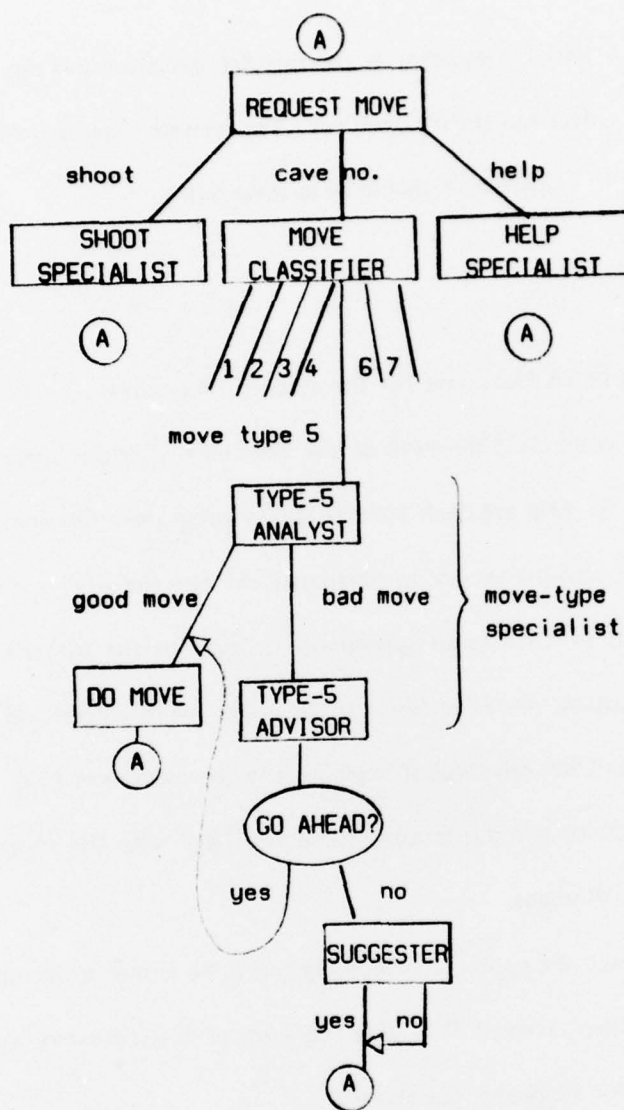 A
REQUEST MOVE
shoot
cave no.
help
SHOOT
SPECIALIST
MOVE
CLASSIFIER
HELP
SPECIALIST
A
A
1 2 3 4 6 7
move type 5
TYPE-5
ANALYST
good move
bad move
move-type
specialist
DO MOVE
TYPE-5
ADVISOR
A
GO AHEAD?
yes
no
SUGGESTER
yes
no
A